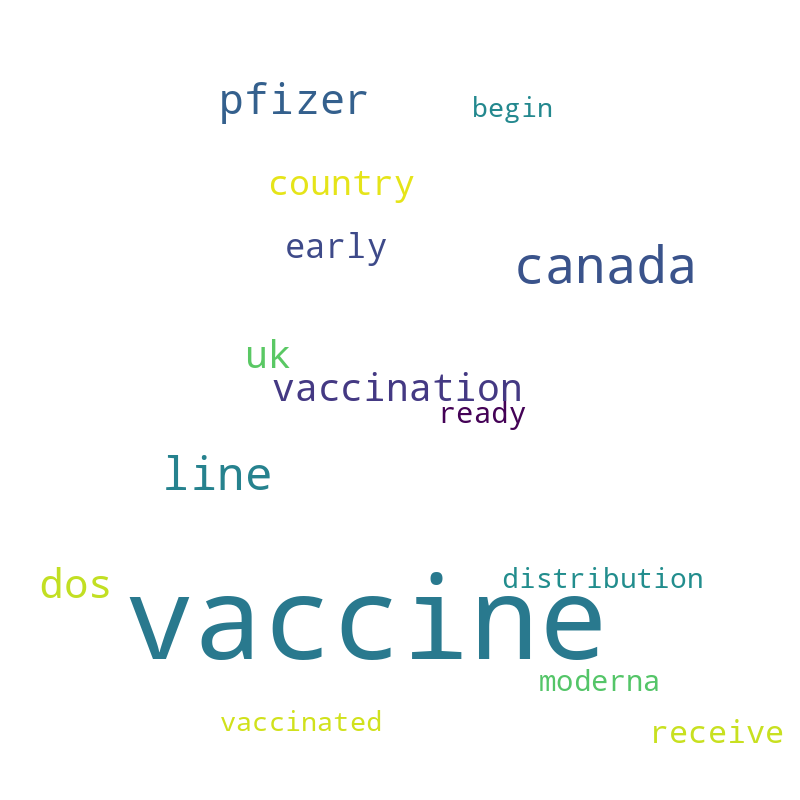 pfizer
begin
country
early
canada
uk
vaccination
ready
line
dos
distribution
vaccine
moderna
vaccinated
receive